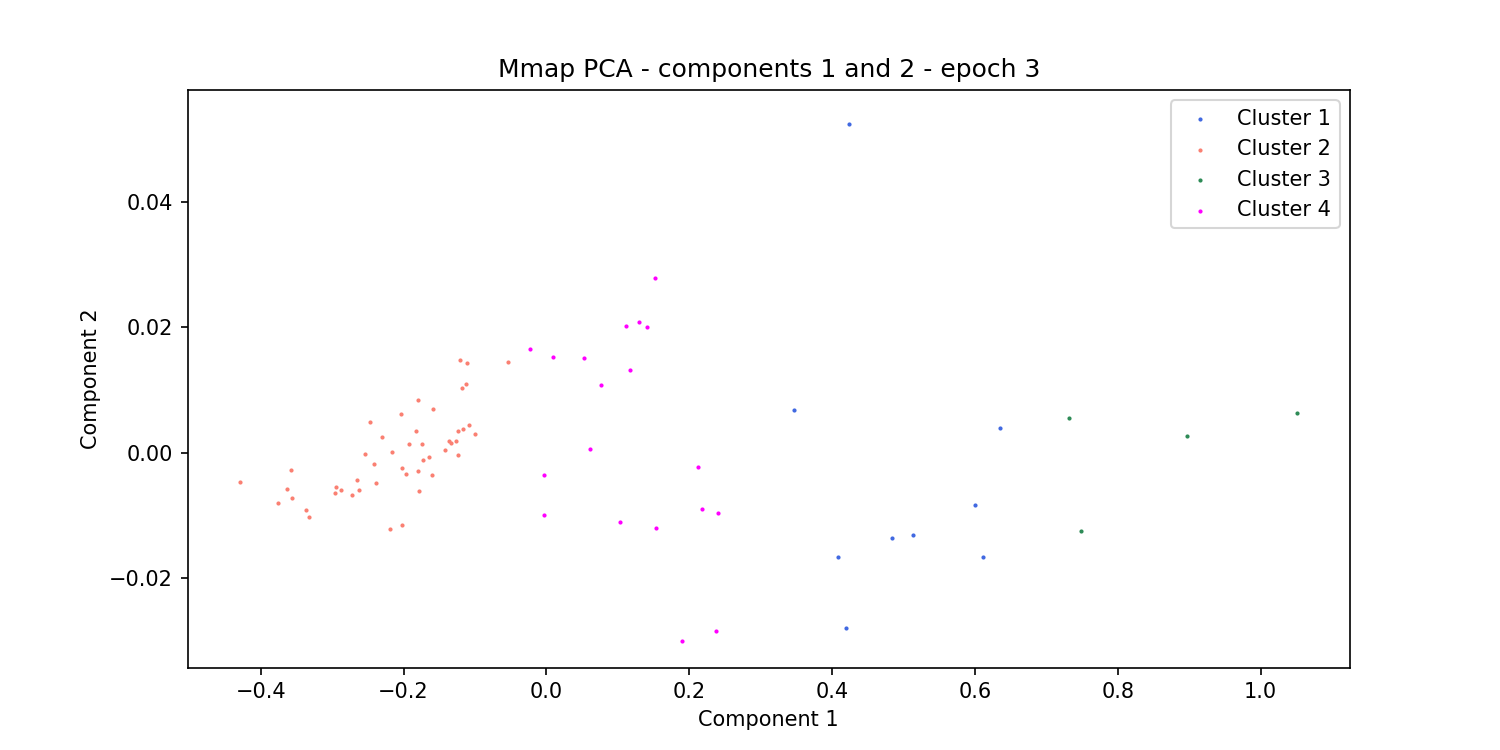 Mmap PCA - components 1 and 2 - epoch 3
Cluster 1
Cluster 2
Cluster 3
Cluster 4
Component 2
0.04
0.02
0.00
−0.02
−0.4
−0.2
0.0
0.2
0.4
0.6
0.8
1.0
Component 1